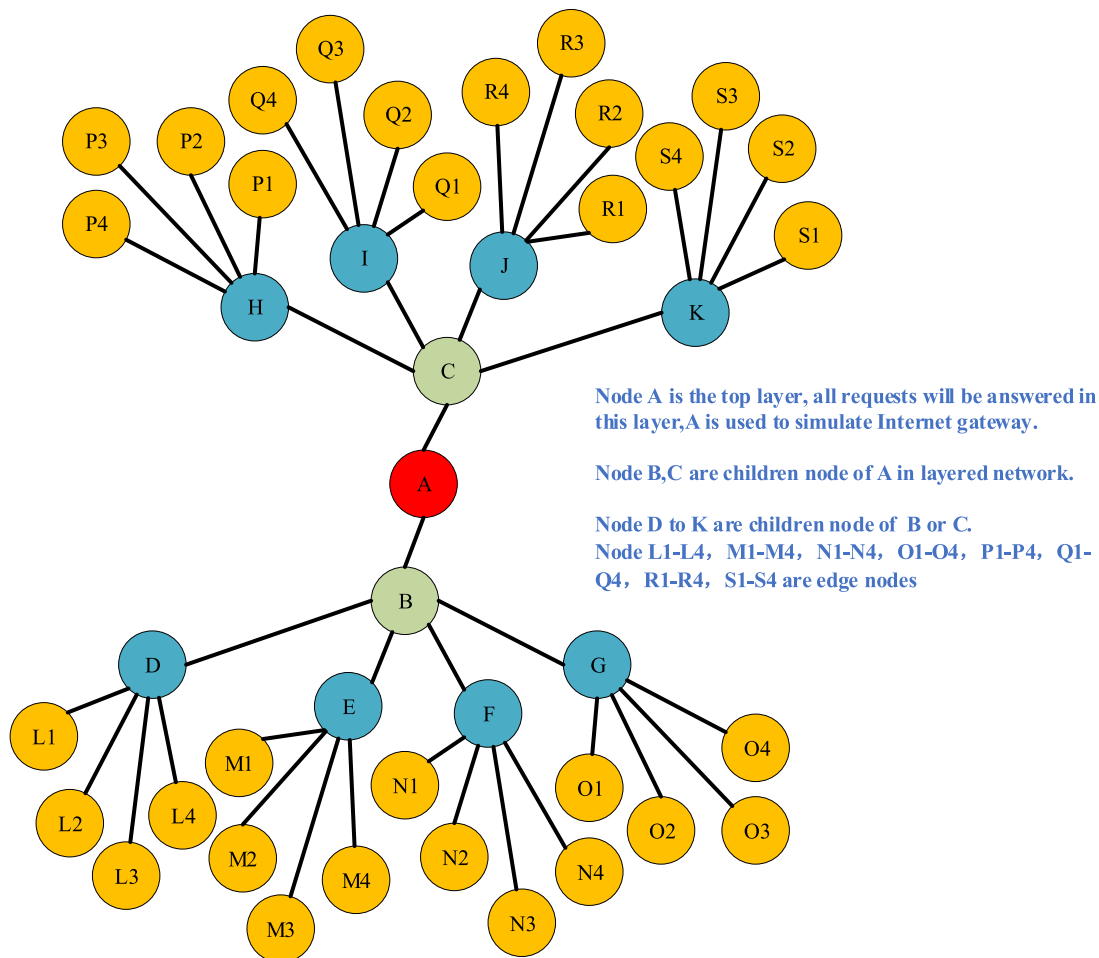 Q3
R3
Q4
R4
S3
P3
P2
Q2
R2
S4
S2
P1
Q1
P4
R1
S1
I
J
H
K
C
Node A is the top layer, all requests will be answered in
this layer,A is used to simulate Internet gateway.
A
Node B,C are children node of A in layered network.
Node D to K are children node of B or C.
Node L1-L4，M1-M4，N1-N4，O1-O4，P1-P4，Q1-
Q4，R1-R4，S1-S4 are edge nodes
B
D
G
E
F
L1
M1
N1
O1
O4
L2
L4
L3
M2
M4
M3
N2
N4
N3
O2
O3